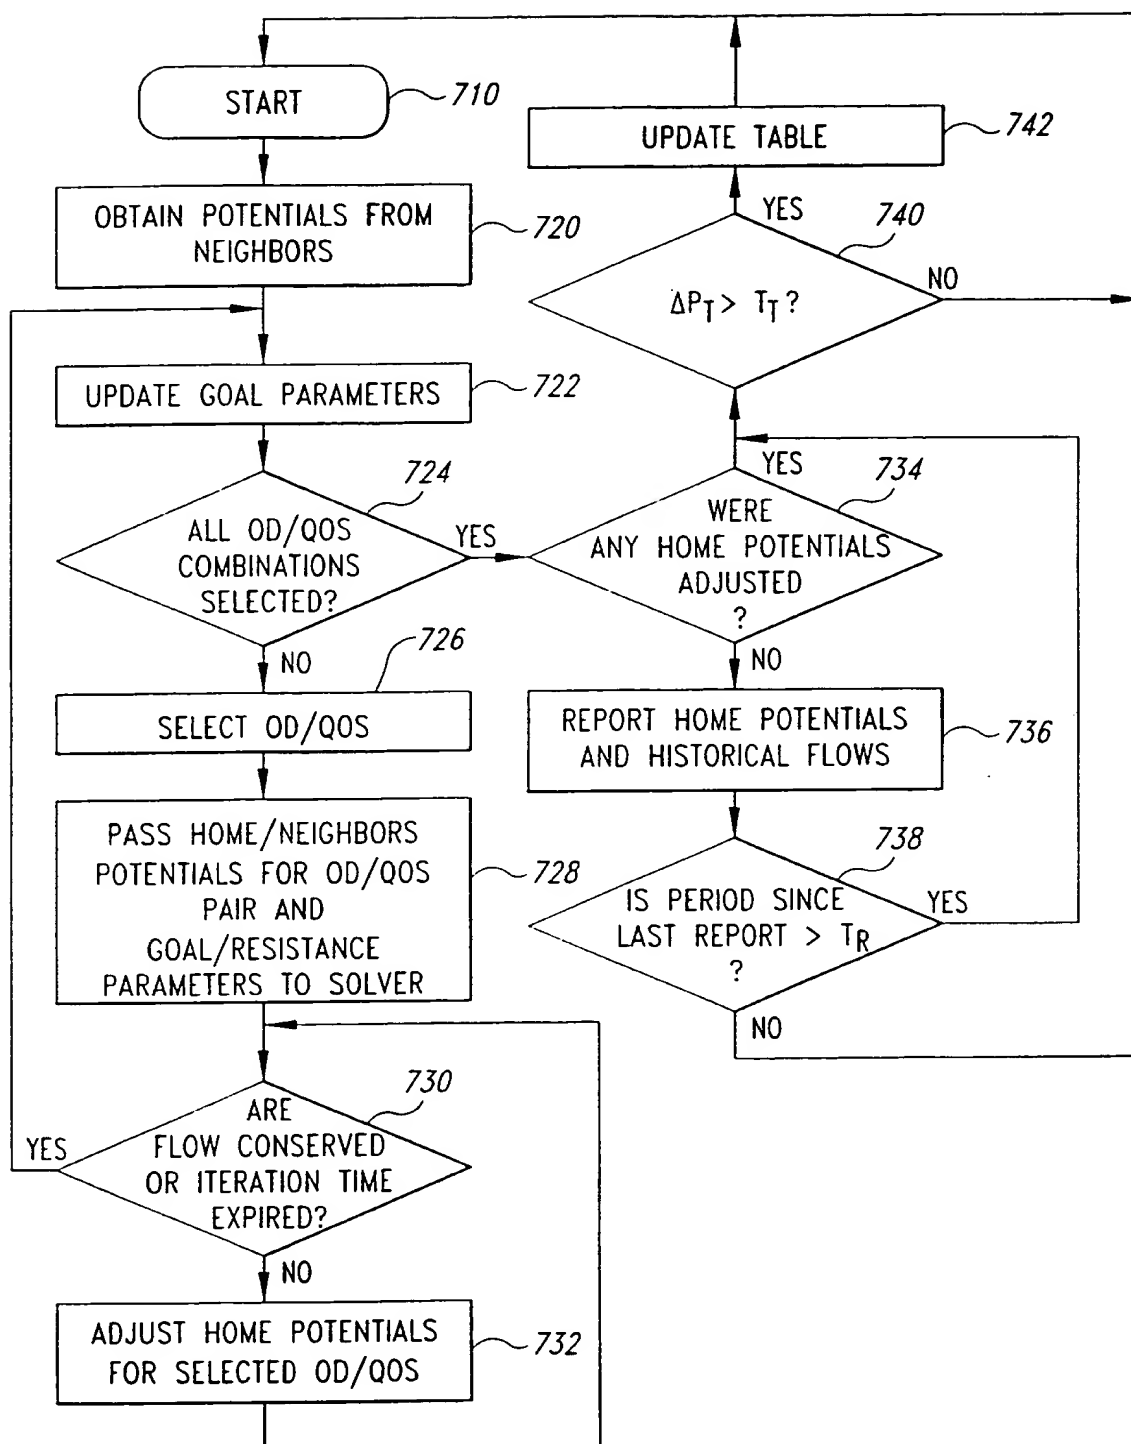 START
710
OBTAIN POTENTIALS FROM
NEIGHBORS
720
UPDATE GOAL PARAMETERS
722
724
ALL OD/QOS
COMBINATIONS
SELECTED?
YES
NO
726
SELECT OD/QOS
PASS HOME/NEIGHBORS
POTENTIALS FOR OD/QOS
PAIR AND
GOAL/RESISTANCE
PARAMETERS TO SOLVER
728
730
ARE
FLOW CONSERVED
OR ITERATION TIME
EXPIRED?
YES
NO
ADJUST HOME POTENTIALS
FOR SELECTED OD/QOS
732
UPDATE TABLE
742
YES
740
ΔPT > TT ?
NO
YES
734
WERE
ANY HOME POTENTIALS
ADJUSTED
?
NO
REPORT HOME POTENTIALS
AND HISTORICAL FLOWS
736
738
IS PERIOD SINCE
LAST REPORT > TR
?
YES
NO